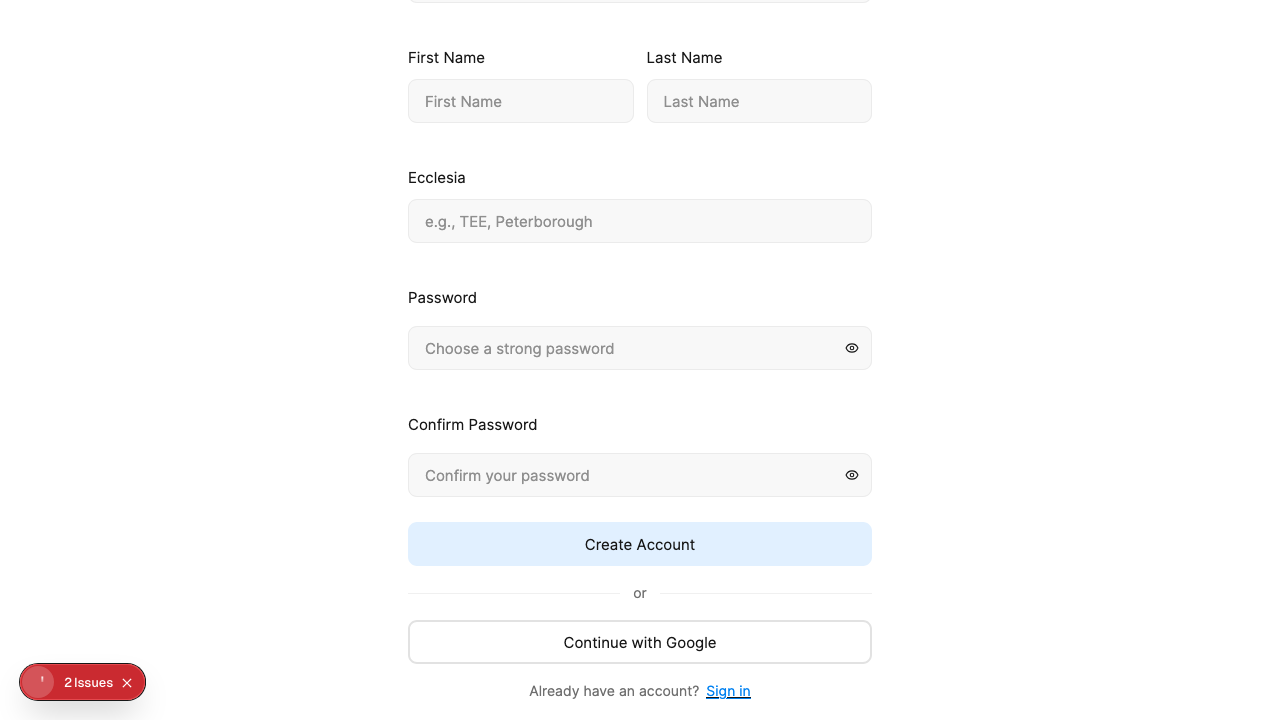 First Name
Last Name
First Name
Last Name
Ecclesia
e.g., TEE, Peterborough
Password
Choose a strong password
Confirm Password
Confirm your password
Create Account
or
Continue with Google
Already have an account? Sign in
2 Issues